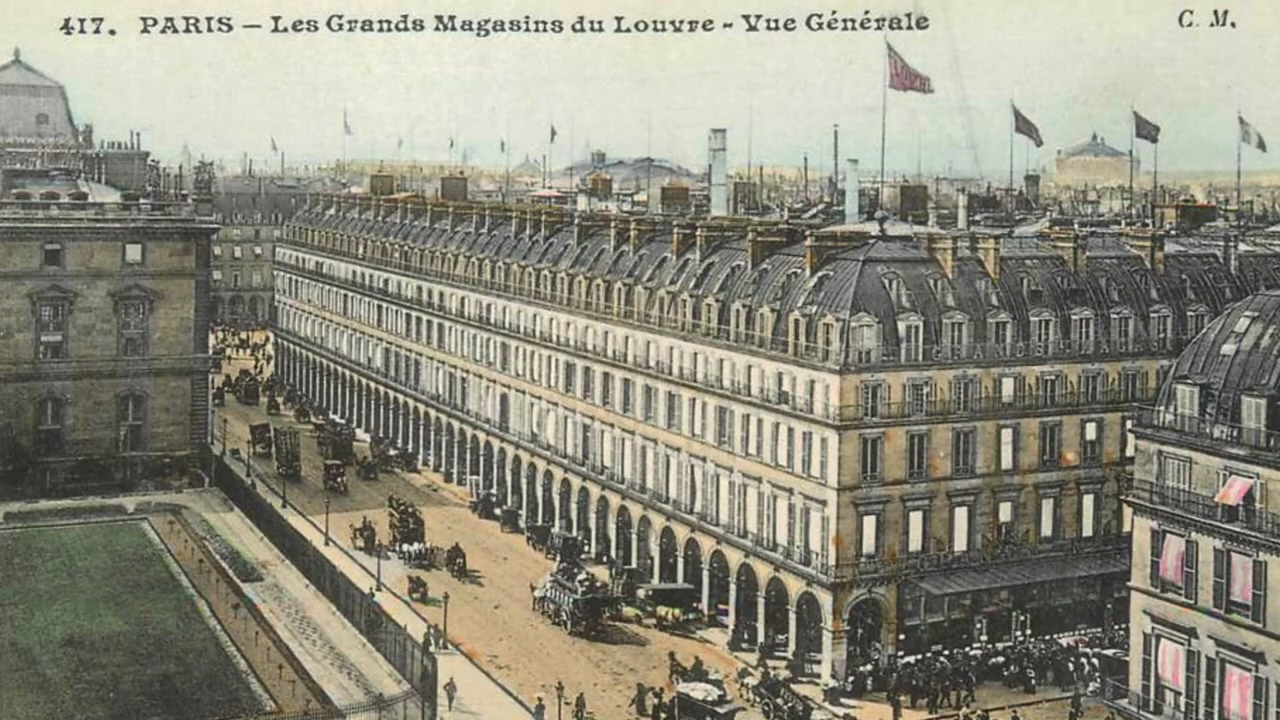 417. PARIS — Les Grands Magasins du Louvre - Vue Générale
C. M.